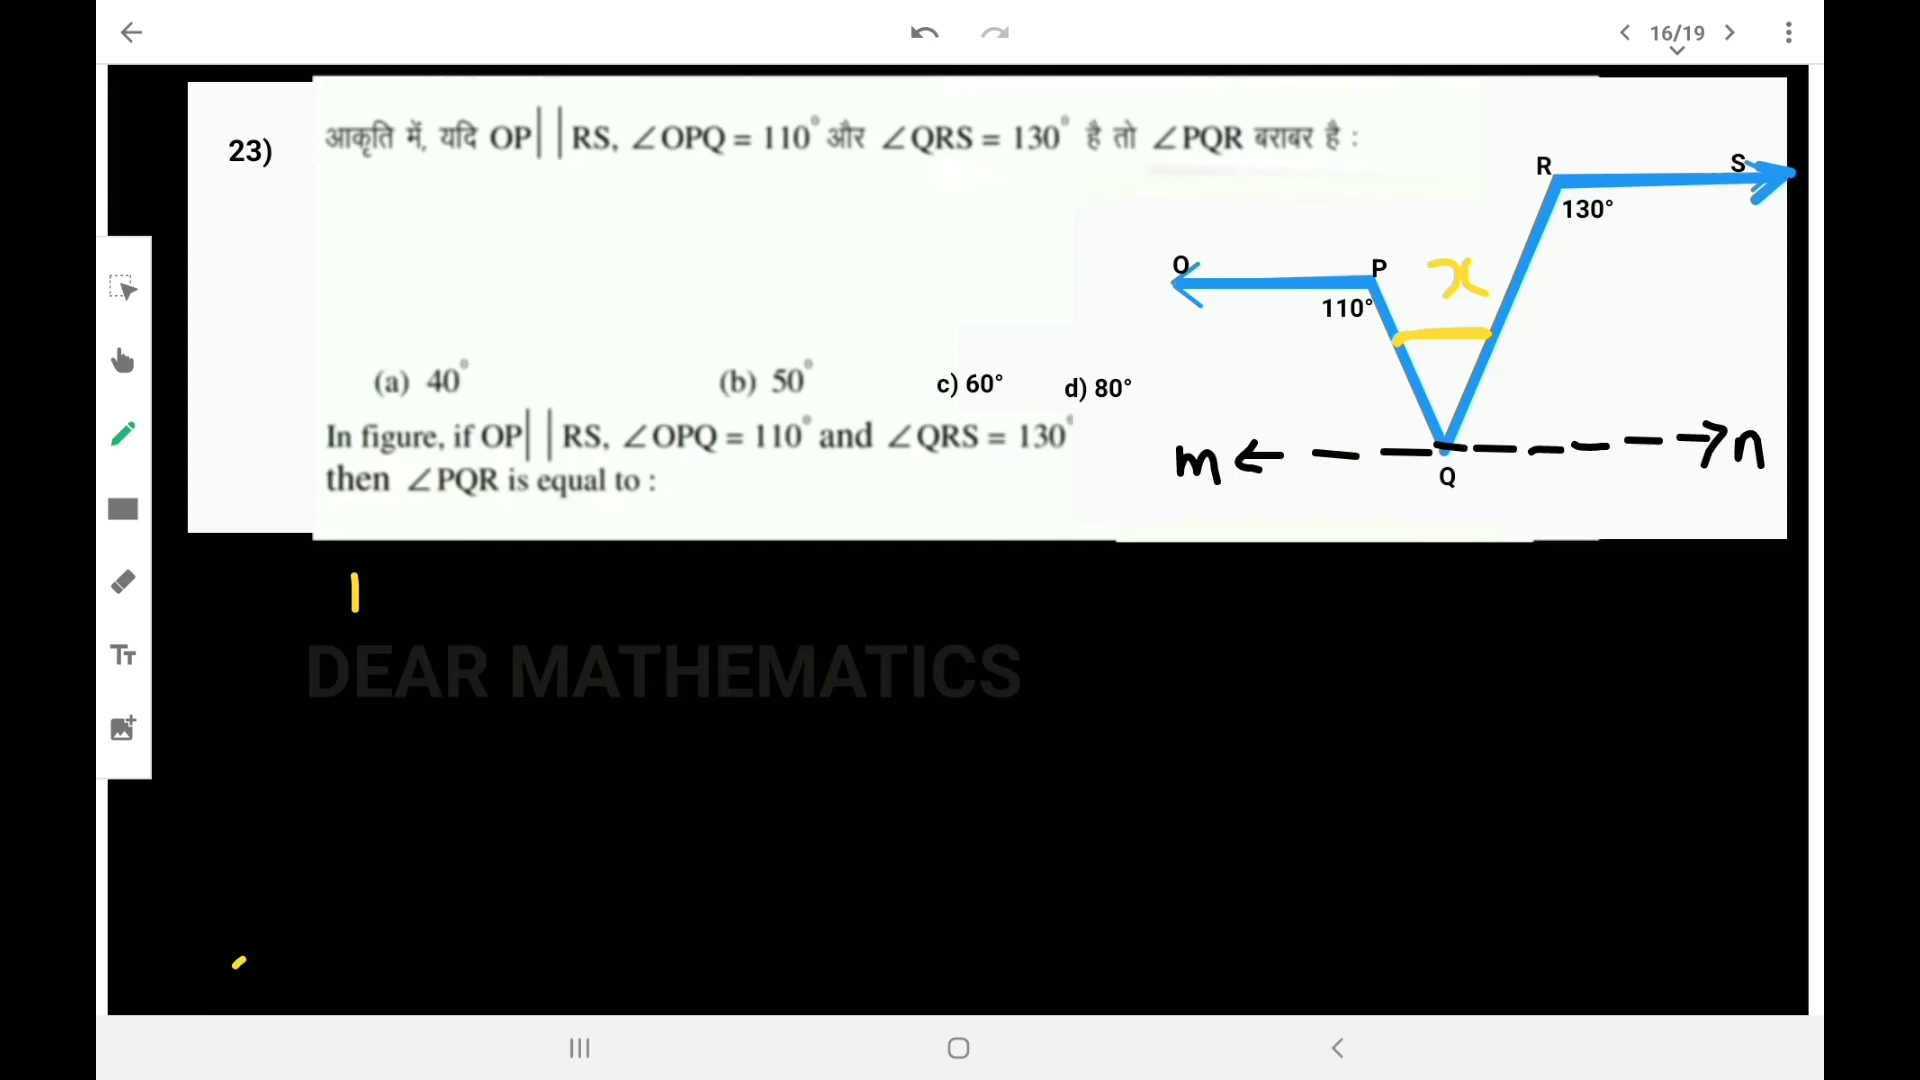 16/19
23)
आकृति में, यदि OP||RS, ∠OPQ = 110° और ∠QRS = 130° है तो ∠PQR बराबर है :
R
S
130°
O
P
x
110°
(a) 40°
(b) 50°
c) 60°
d) 80°
In figure, if OP||RS, ∠OPQ = 110° and ∠QRS = 130°
then ∠PQR is equal to :
m
n
Q
DEAR MATHEMATICS
Tт